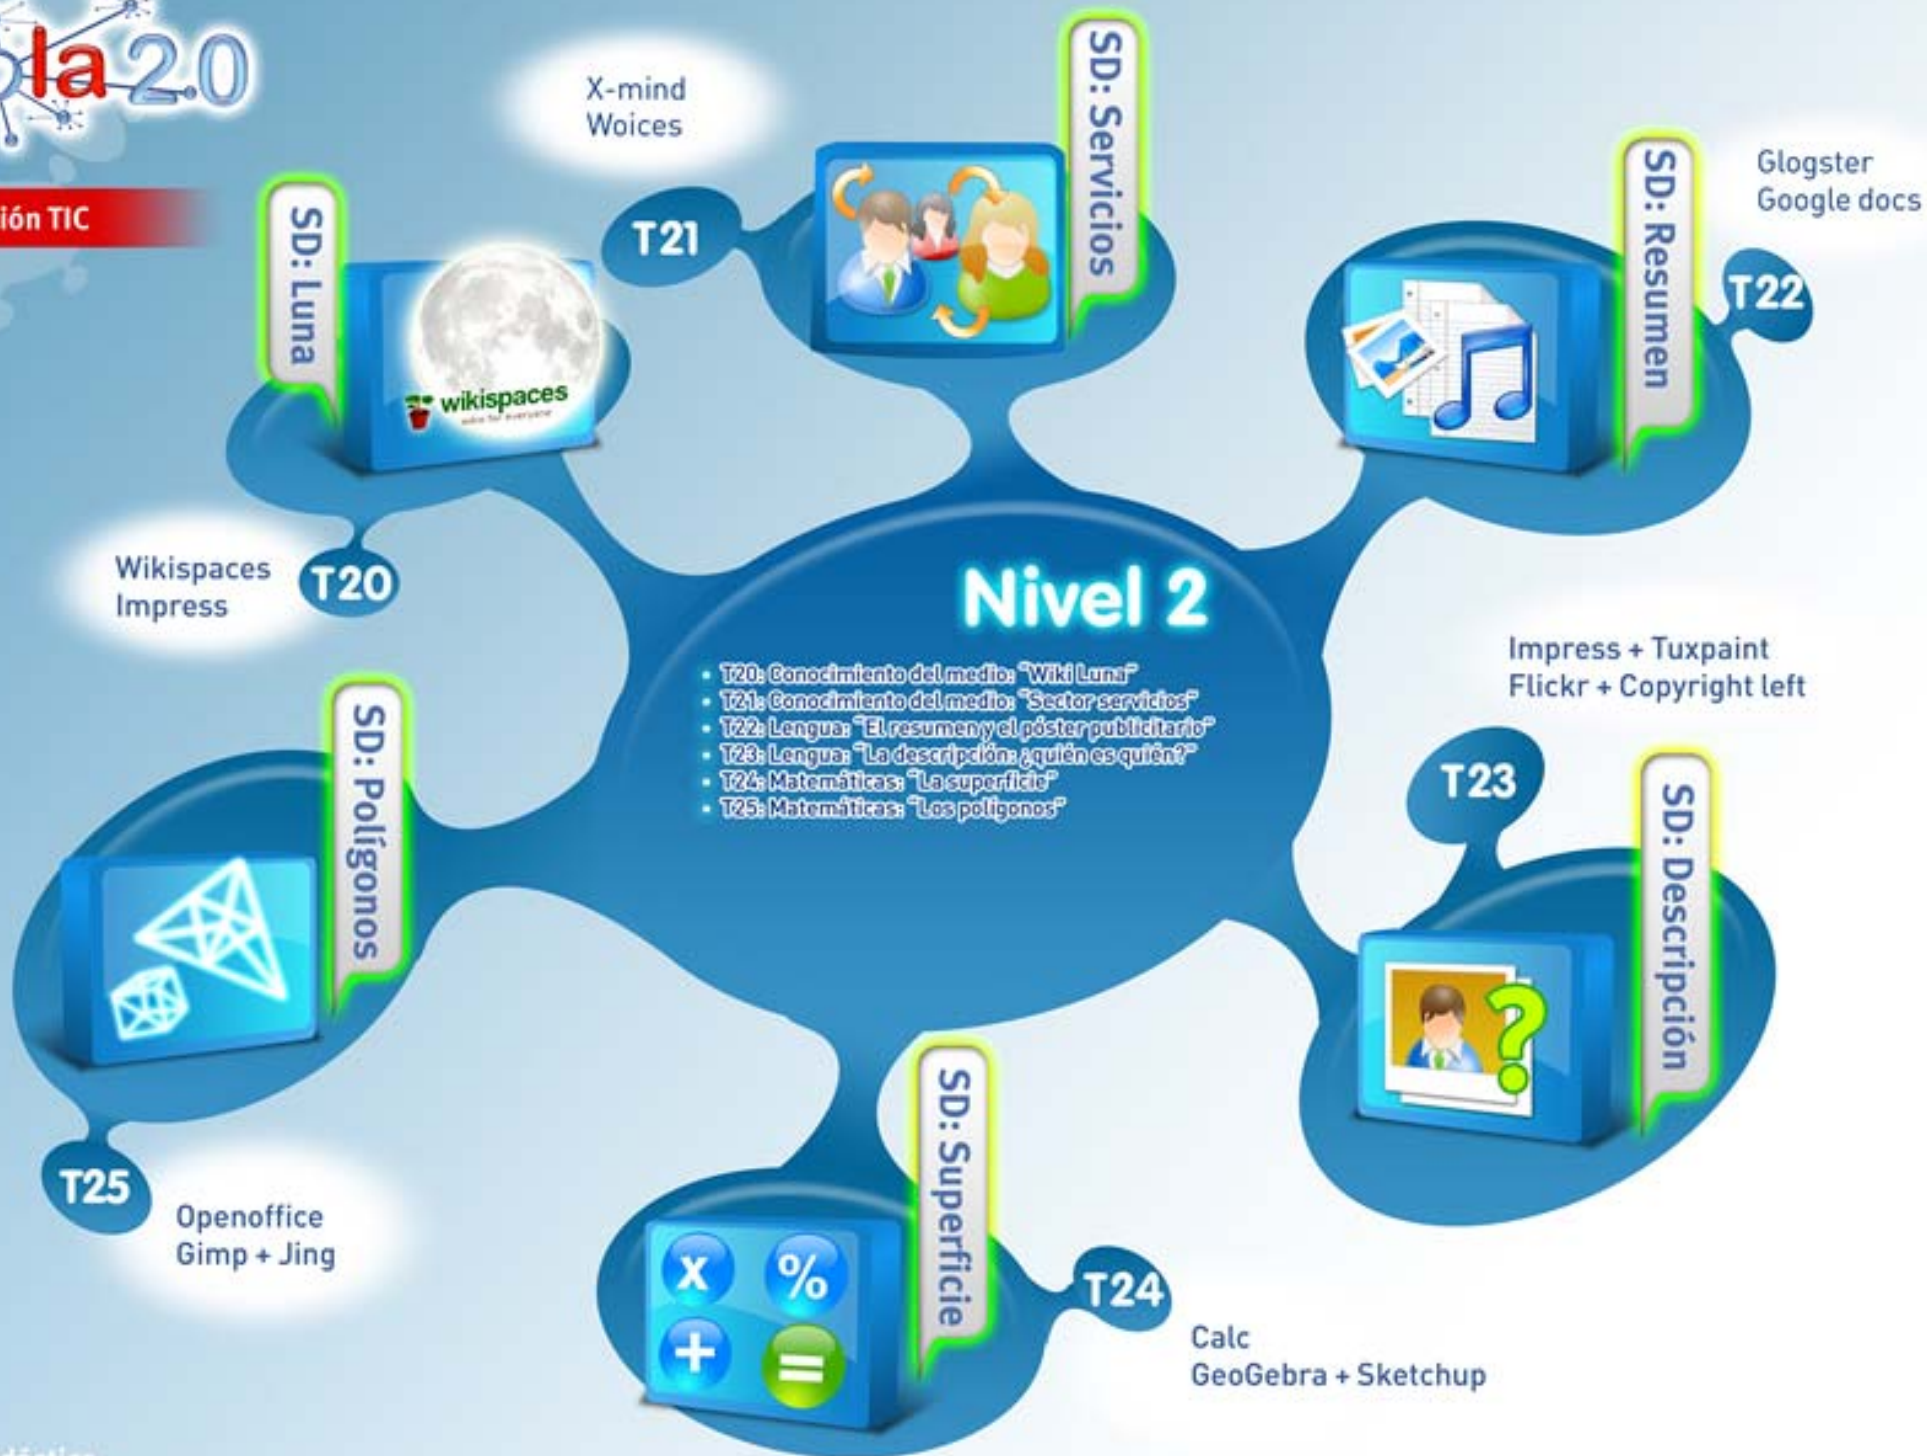 la 2.0
ión TIC
X-mind
Woices
SD: Servicios
T21
Glogster
Google docs
SD: Resumen
T22
SD: Luna
wikispaces
Wikispaces
Impress
T20
Nivel 2
T20: Conocimiento del medio: "Wiki Luna"
T21: Conocimiento del medio: "Sector servicios"
T22: Lengua: "El resumen y el póster publicitario"
T23: Lengua: "La descripción: ¿quién es quién?"
T24: Matemáticas: "La superficie"
T25: Matemáticas: "Los polígonos"
Impress + Tuxpaint
Flickr + Copyright left
T23
SD: Descripción
SD: Polígonos
T25
Openoffice
Gimp + Jing
SD: Superficie
x %
+ =
T24
Calc
GeoGebra + Sketchup